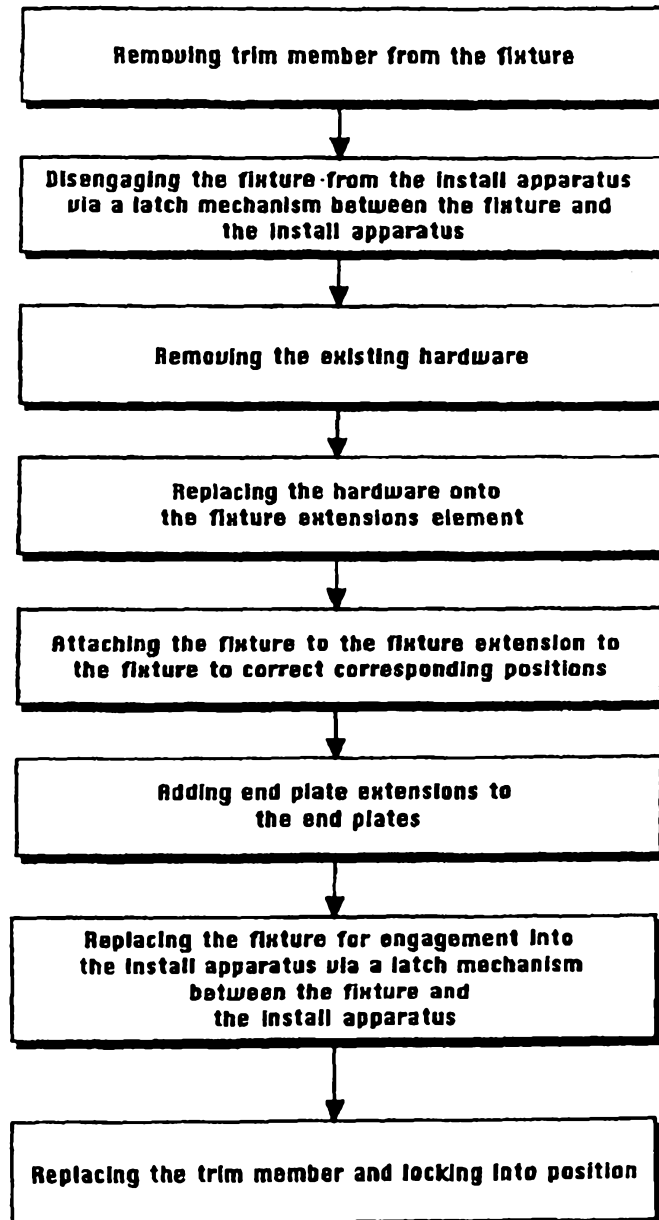 Removing trim member from the fixture
Disengaging the fixture from the install apparatus
via a latch mechanism between the fixture and
the install apparatus
Removing the existing hardware
Replacing the hardware onto
the fixture extensions element
Attaching the fixture to the fixture extension to
the fixture to correct corresponding positions
Adding end plate extensions to
the end plates
Replacing the fixture for engagement into
the install apparatus via a latch mechanism
between the fixture and
the install apparatus
Replacing the trim member and locking into position